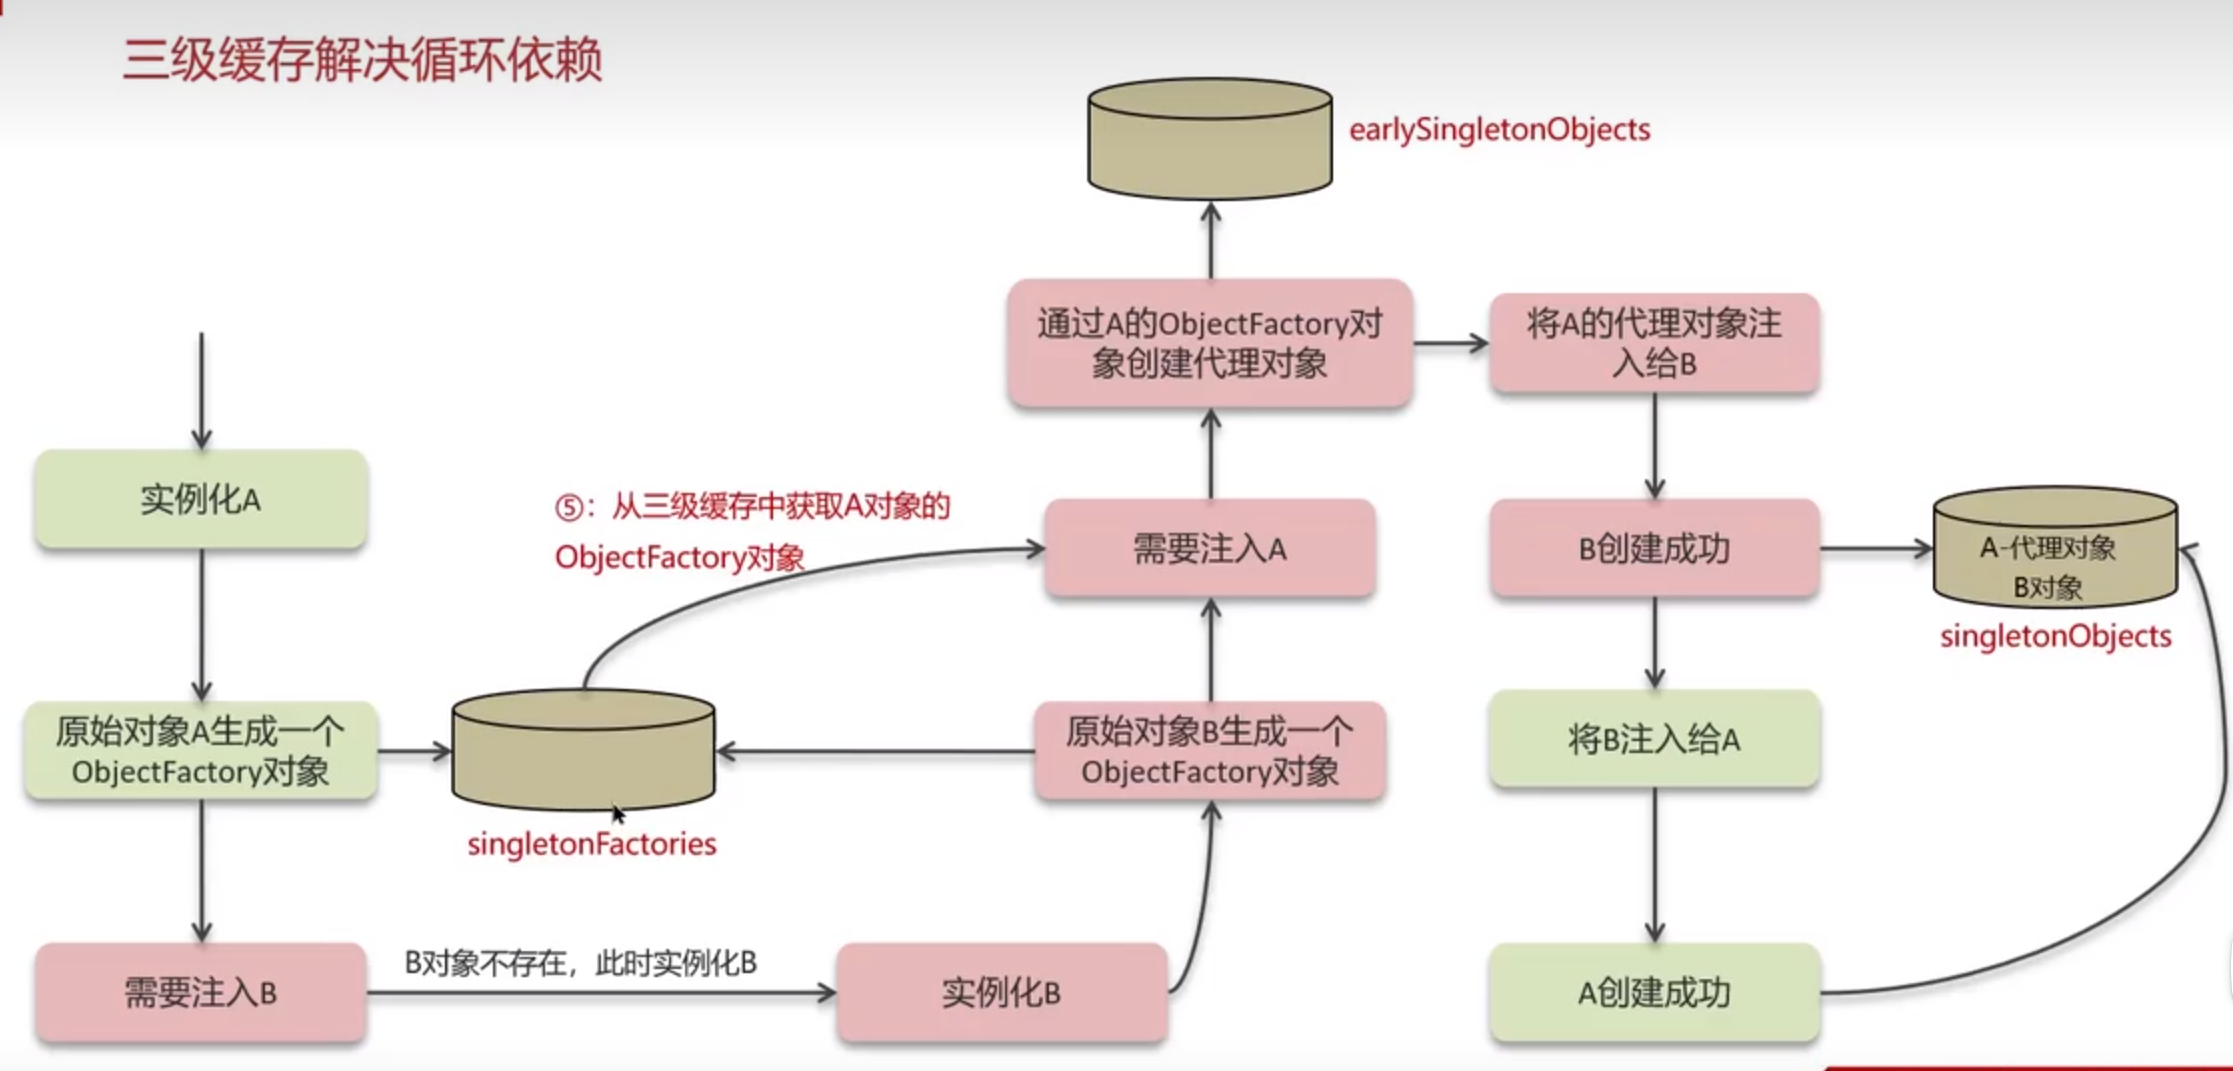 三级缓存解决循环依赖
earlySingletonObjects
通过A的ObjectFactory对
象创建代理对象
将A的代理对象注
入给B
实例化A
⑤：从三级缓存中获取A对象的
ObjectFactory对象
需要注入A
B创建成功
A-代理对象
B对象
singletonObjects
原始对象A生成一个
ObjectFactory对象
singletonFactories
原始对象B生成一个
ObjectFactory对象
将B注入给A
需要注入B
B对象不存在，此时实例化B
实例化B
A创建成功